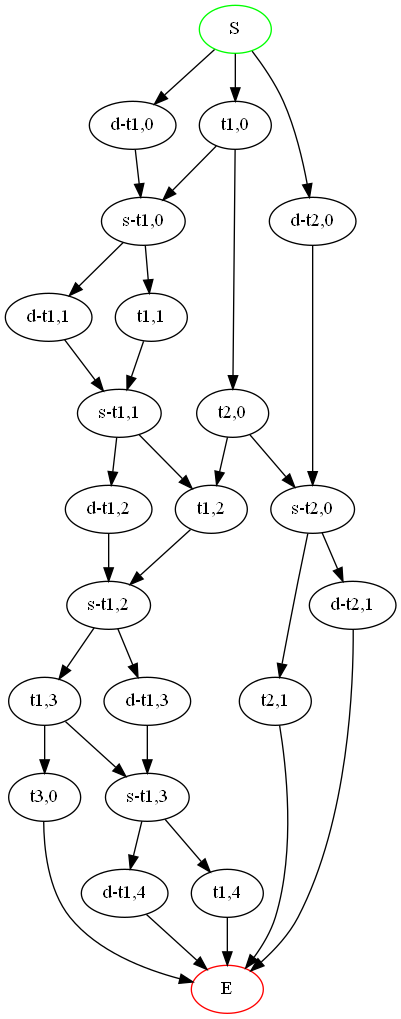 S
d-t1,0
t1,0
s-t1,0
d-t2,0
d-t1,1
t1,1
s-t1,1
t2,0
d-t1,2
t1,2
s-t2,0
s-t1,2
d-t2,1
t1,3
d-t1,3
t2,1
t3,0
s-t1,3
d-t1,4
t1,4
E